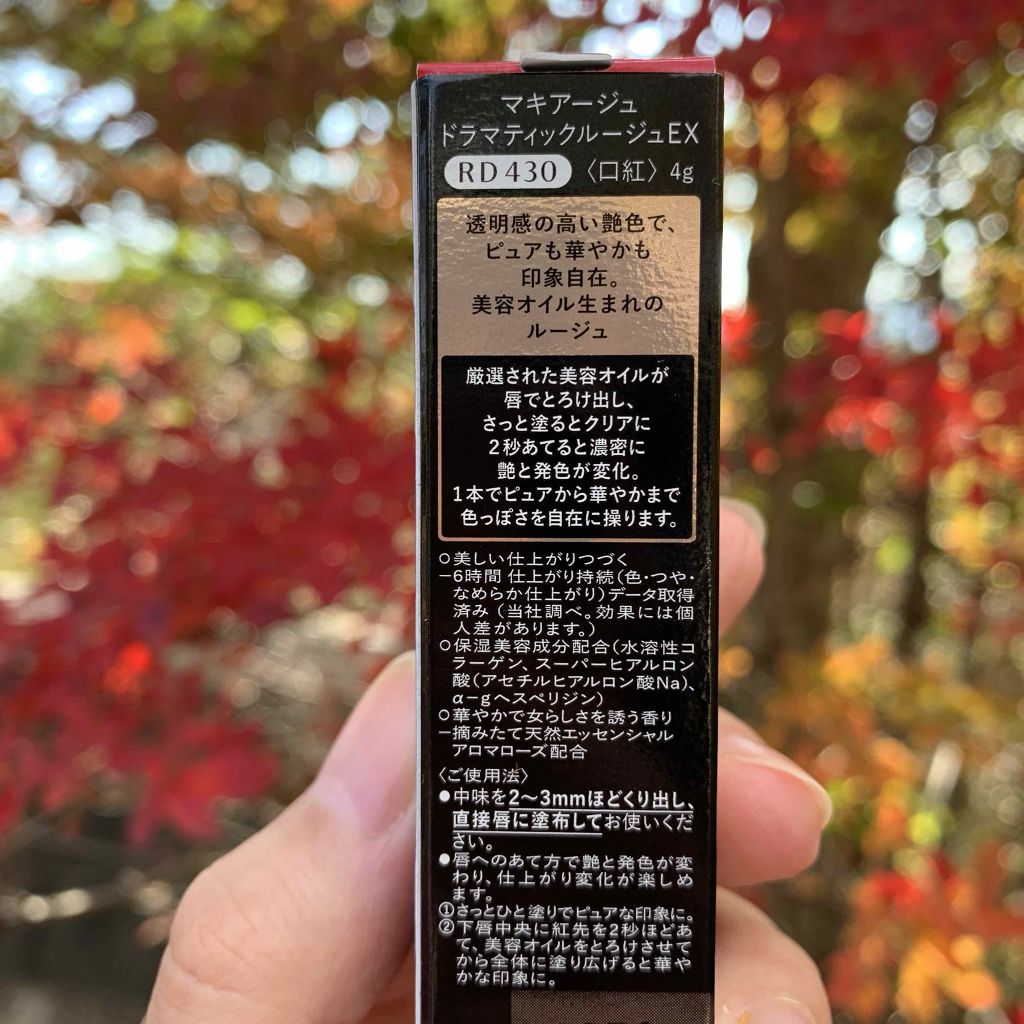 マキアージュ
ドラマティックルージュEX
RD 430 〈口紅〉 4g
透明感の高い艶色で、
ピュアも華やかも
印象自在。
美容オイル生まれの
ルージュ
厳選された美容オイルが
唇でとろけ出し、
さっと塗るとクリアに
2秒あてると濃密に
艶と発色が変化。
1本でピュアから華やかまで
色っぽさを自在に操ります。
○美しい仕上がりつづく
−6時間 仕上がり持続(色・つや・
なめらか仕上がり)データ取得
済み (当社調べ。効果には個
人差があります。)
○保湿美容成分配合(水溶性コ
ラーゲン、スーパーヒアルロン
酸(アセチルヒアルロン酸Na)、
α−gヘスペリジン)
○華やかで女らしさを誘う香り
−摘みたて天然エッセンシャル
アロマローズ配合
〈ご使用法〉
●中味を2〜3mmほどくり出し、
直接唇に塗布してお使いくだ
さい。
●唇へのあて方で艶と発色が変
わり、仕上がり変化が楽しめ
ます。
①さっとひと塗りでピュアな印象に。
②下唇中央に紅先を2秒ほどあ
て、美容オイルをとろけさせて
から全体に塗り広げると華や
かな印象に。